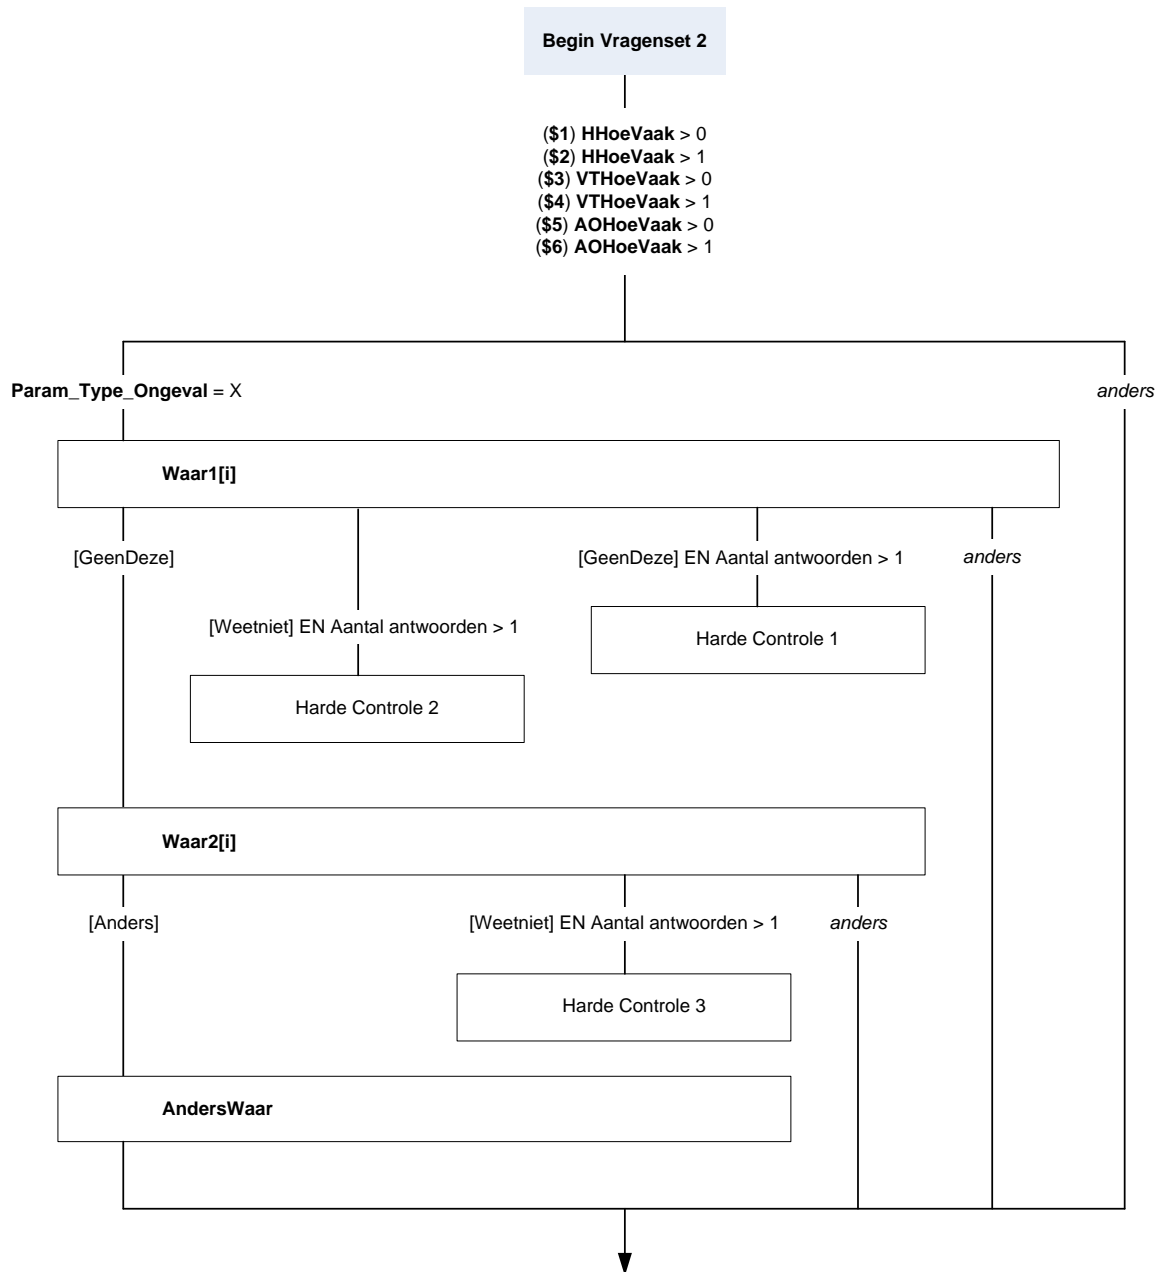 Begin Vragenset 2
($1) HHoeVaak > 0
($2) HHoeVaak > 1
($3) VTHoeVaak > 0
($4) VTHoeVaak > 1
($5) AOHoeVaak > 0
($6) AOHoeVaak > 1
Param_Type_Ongeval = X
anders
Waar1[i]
[GeenDeze]
[GeenDeze] EN Aantal antwoorden > 1
anders
[Weetniet] EN Aantal antwoorden > 1
Harde Controle 1
Harde Controle 2
Waar2[i]
[Anders]
[Weetniet] EN Aantal antwoorden > 1
anders
Harde Controle 3
AndersWaar